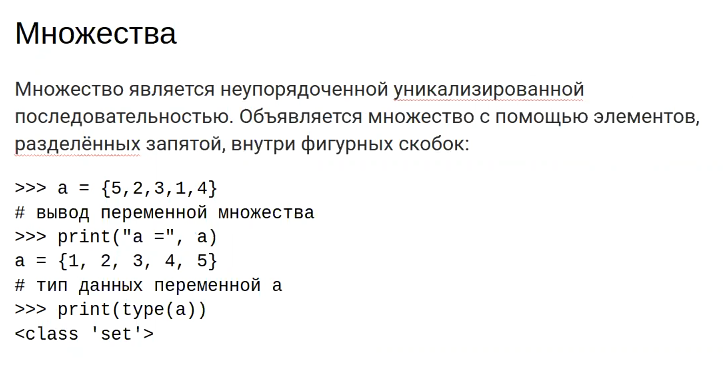 Множества
Множество является неупорядоченной уникализированной
последовательностью. Объявляется множество с помощью элементов,
разделённых запятой, внутри фигурных скобок:
>>> a = {5,2,3,1,4}
# вывод переменной множества
>>> print("a =", a)
a = {1, 2, 3, 4, 5}
# тип данных переменной a
>>> print(type(a))
<class 'set'>